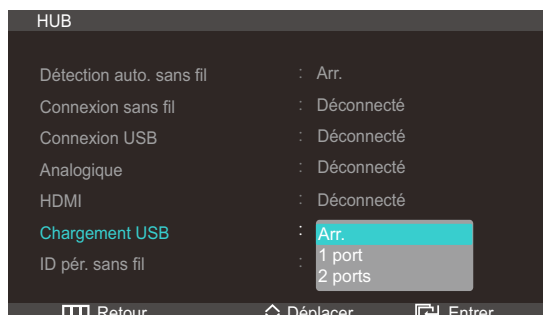 HUB
Détection auto. sans fil : Arr.
Connexion sans fil : Déconnecté
Connexion USB : Déconnecté
Analogique : Déconnecté
HDMI : Déconnecté
Chargement USB : Arr.
1 port
ID pér. sans fil :
2 ports
Retour Déplacer Entrer